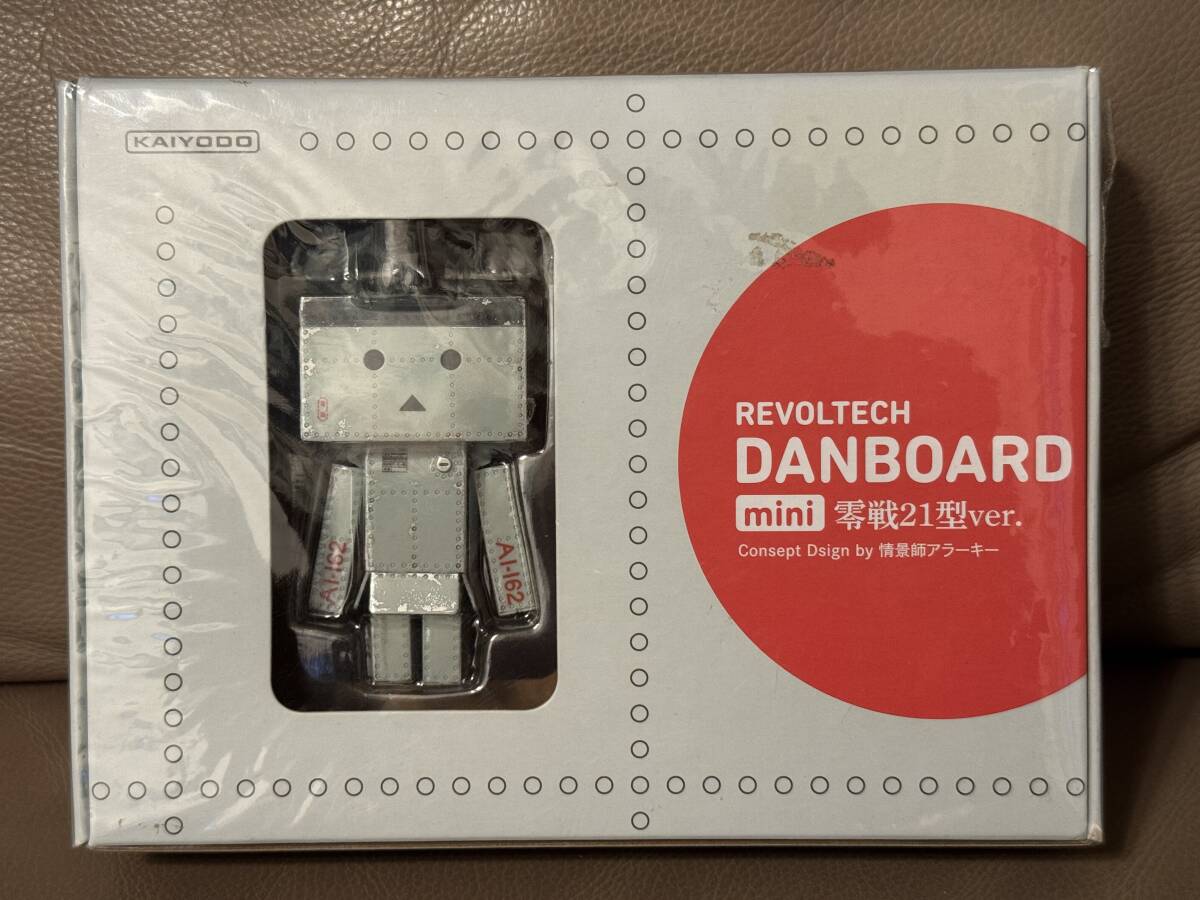 KAIYODO
REVOLTECH
DANBOARD
mini 零戦21型ver.
Consept Dsign by 情景師アラーキー
AI-162
AI-162